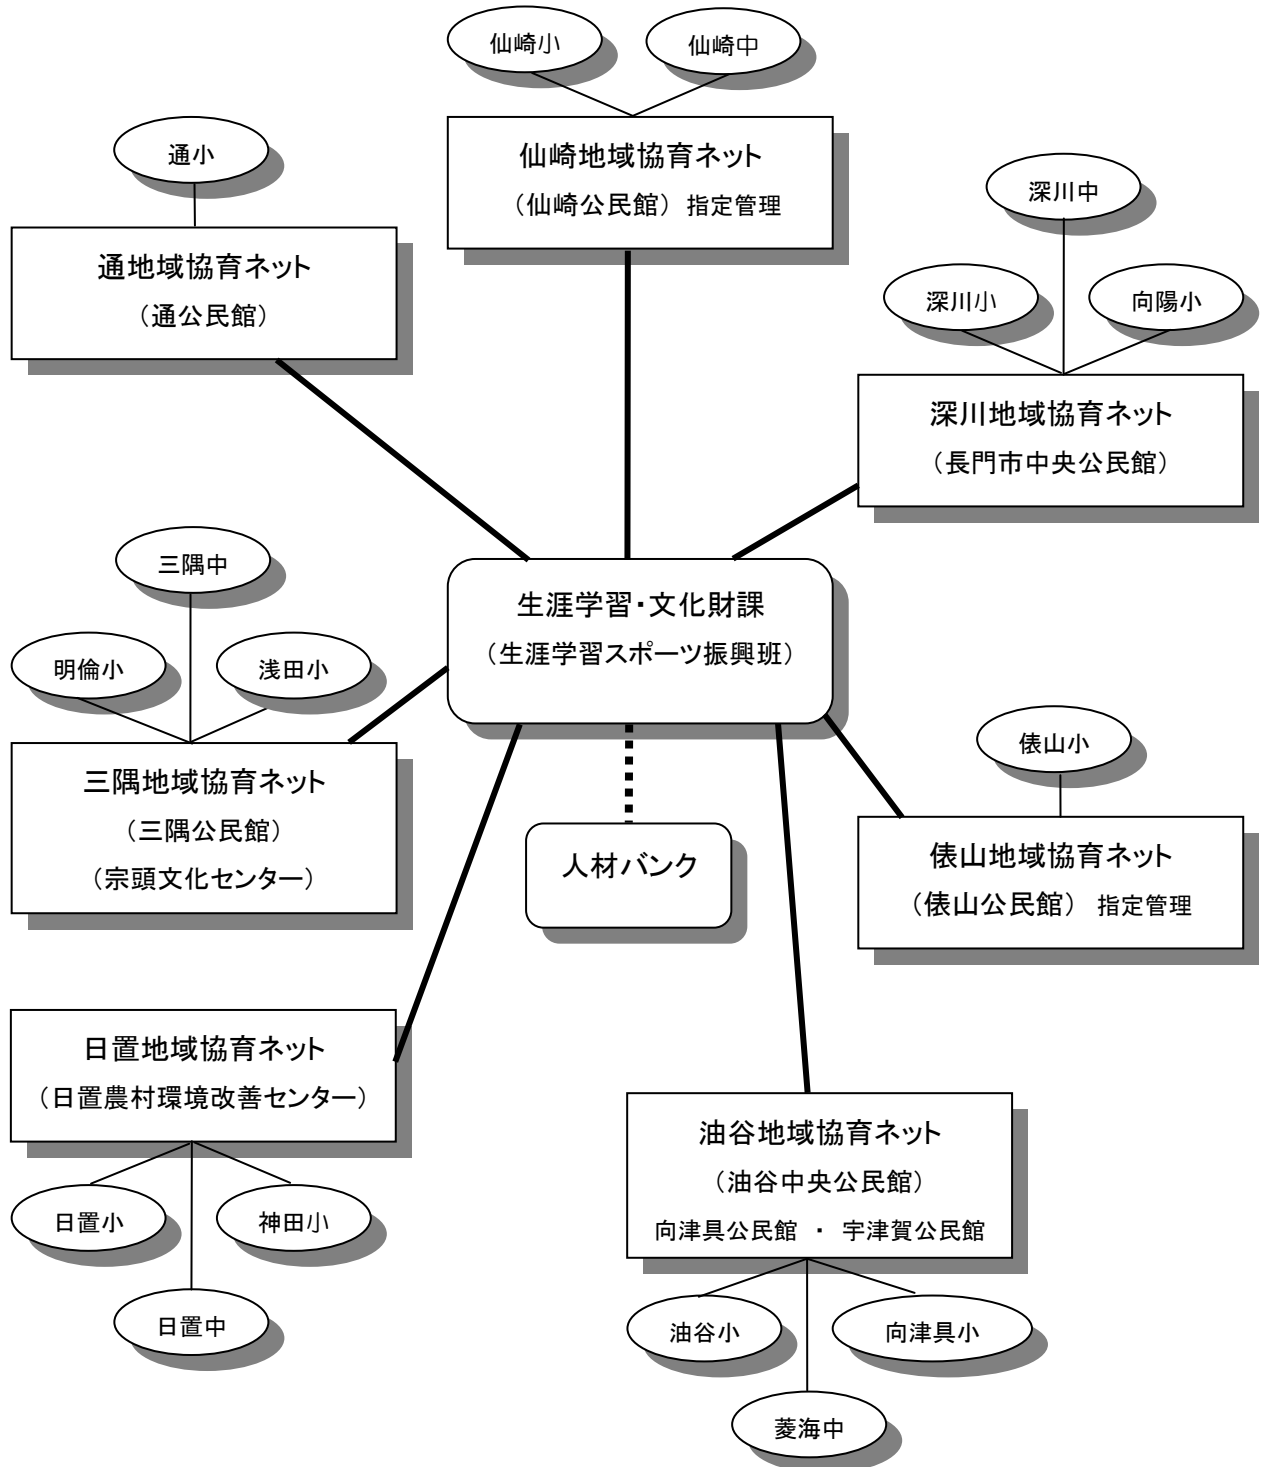 仙崎小
仙崎中
仙崎地域協育ネット
（仙崎公民館） 指定管理
通小
通地域協育ネット
（通公民館）
深川中
深川小
向陽小
深川地域協育ネット
（長門市中央公民館）
生涯学習・文化財課
（生涯学習スポーツ振興班）
三隅中
明倫小
浅田小
三隅地域協育ネット
（三隅公民館）
（宗頭文化センター）
人材バンク
俵山小
俵山地域協育ネット
（俵山公民館） 指定管理
日置地域協育ネット
（日置農村環境改善センター）
日置小
神田小
日置中
油谷地域協育ネット
（油谷中央公民館）
向津具公民館 ・ 宇津賀公民館
油谷小
向津具小
菱海中